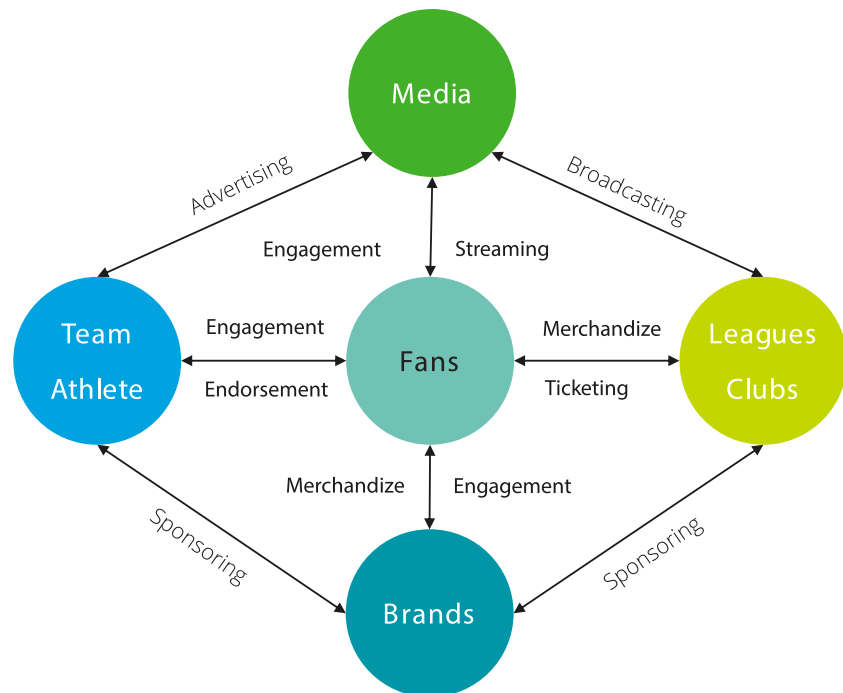 Media
Advertising
Broadcasting
Engagement
Streaming
Team
Athlete
Engagement
Endorsement
Fans
Merchandize
Ticketing
Leagues
Clubs
Merchandize
Engagement
Sponsoring
Sponsoring
Brands